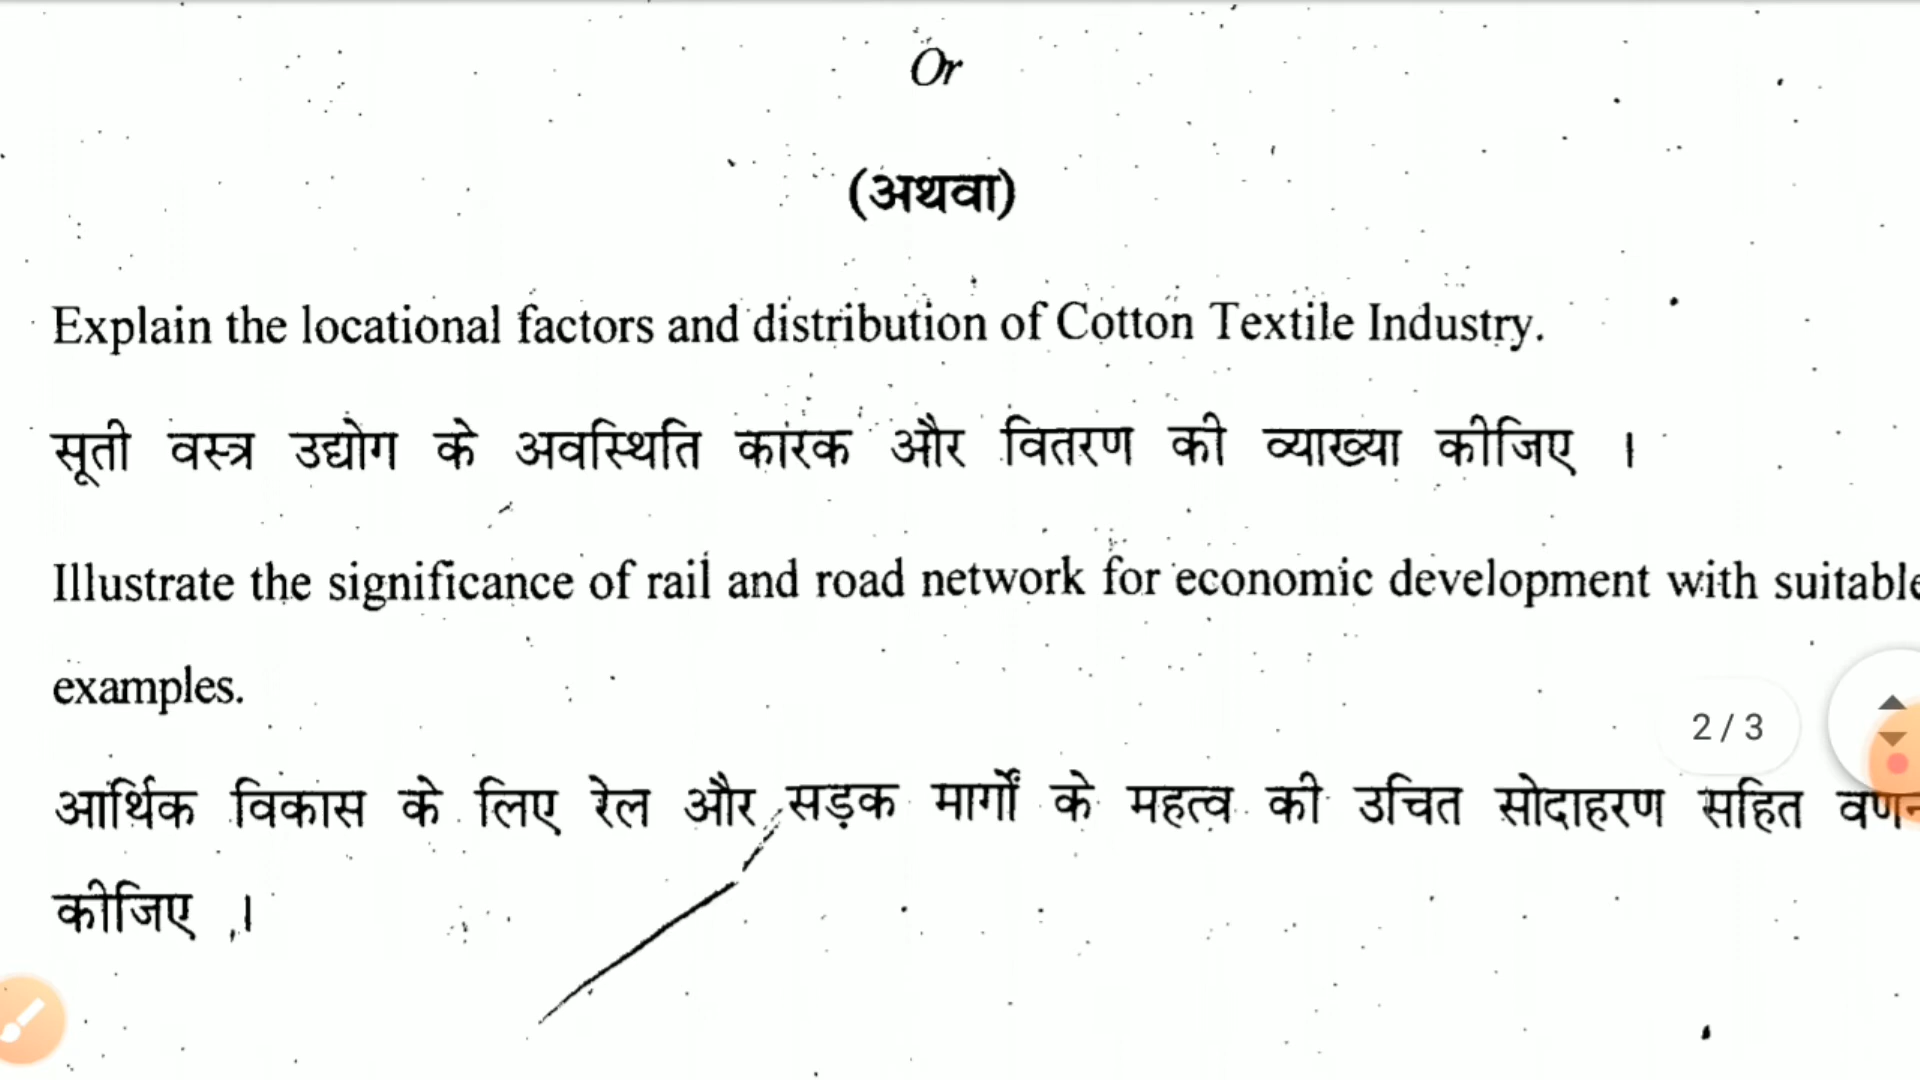 Or
(अथवा)
Explain the locational factors and distribution of Cotton Textile Industry.
सूती वस्त्र उद्योग के अवस्थिति कारक और वितरण की व्याख्या कीजिए ।
Illustrate the significance of rail and road network for economic development with suitable
examples.
2 / 3
आर्थिक विकास के लिए रेल और सड़क मार्गों के महत्व की उचित सोदाहरण सहित
कीजिए ।